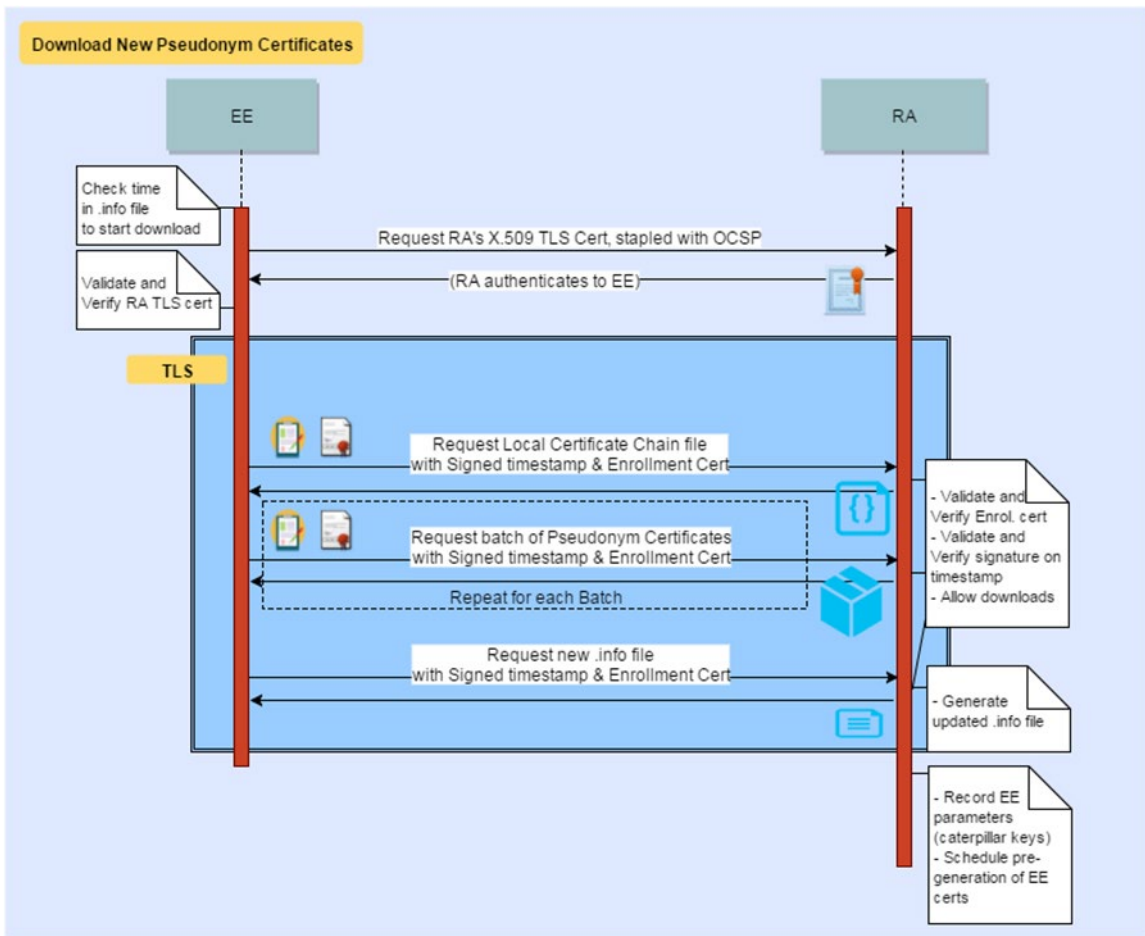 Download New Pseudonym Certificates
EE
RA
Check time
in .info file
to start download
Request RA's X.509 TLS Cert, stapled with OCSP
(RA authenticates to EE)
Validate and
Verify RA TLS cert
TLS
Request Local Certificate Chain file
with Signed timestamp & Enrollment Cert
{}
- Validate and
Verify Enrol. cert
- Validate and
Verify signature on
timestamp
- Allow downloads
Request batch of Pseudonym Certificates
with Signed timestamp & Enrollment Cert
Repeat for each Batch
Request new .info file
with Signed timestamp & Enrollment Cert
- Generate
updated .info file
- Record EE
parameters
(caterpillar keys)
- Schedule pre-
generation of EE
certs